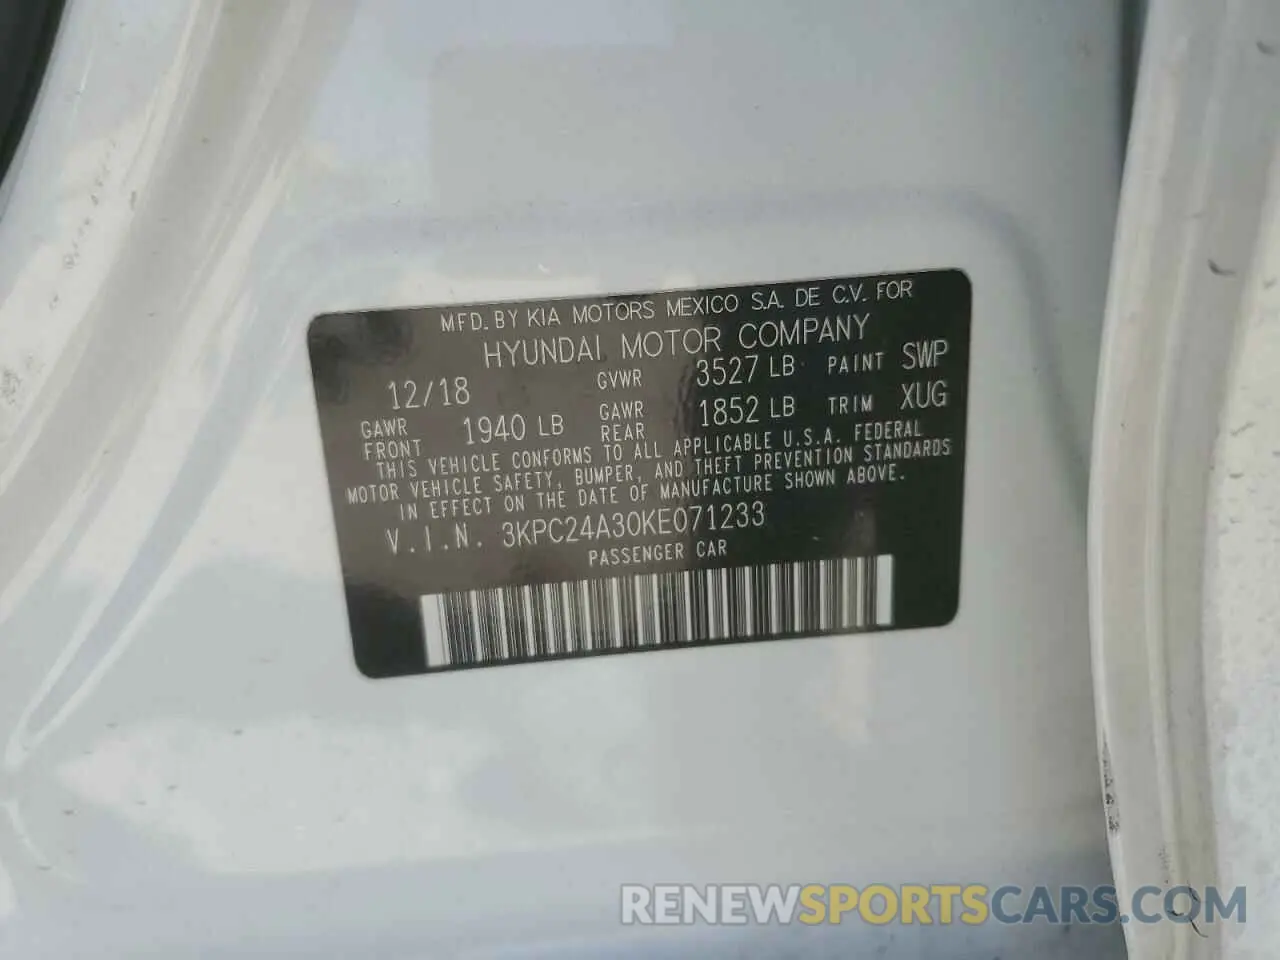 MFD. BY KIA MOTORS MEXICO S.A. DE C.V. FOR
HYUNDAI MOTOR COMPANY
12/18 GVWR 3527 LB PAINT SWP
GAWR FRONT 1940 LB GAWR REAR 1852 LB TRIM XUG
THIS VEHICLE CONFORMS TO ALL APPLICABLE U.S.A. FEDERAL
MOTOR VEHICLE SAFETY, BUMPER, AND THEFT PREVENTION STANDARDS
IN EFFECT ON THE DATE OF MANUFACTURE SHOWN ABOVE.
V.I.N. 3KPC24A30KE071233
PASSENGER CAR
RENEWSPORTSCARS.COM